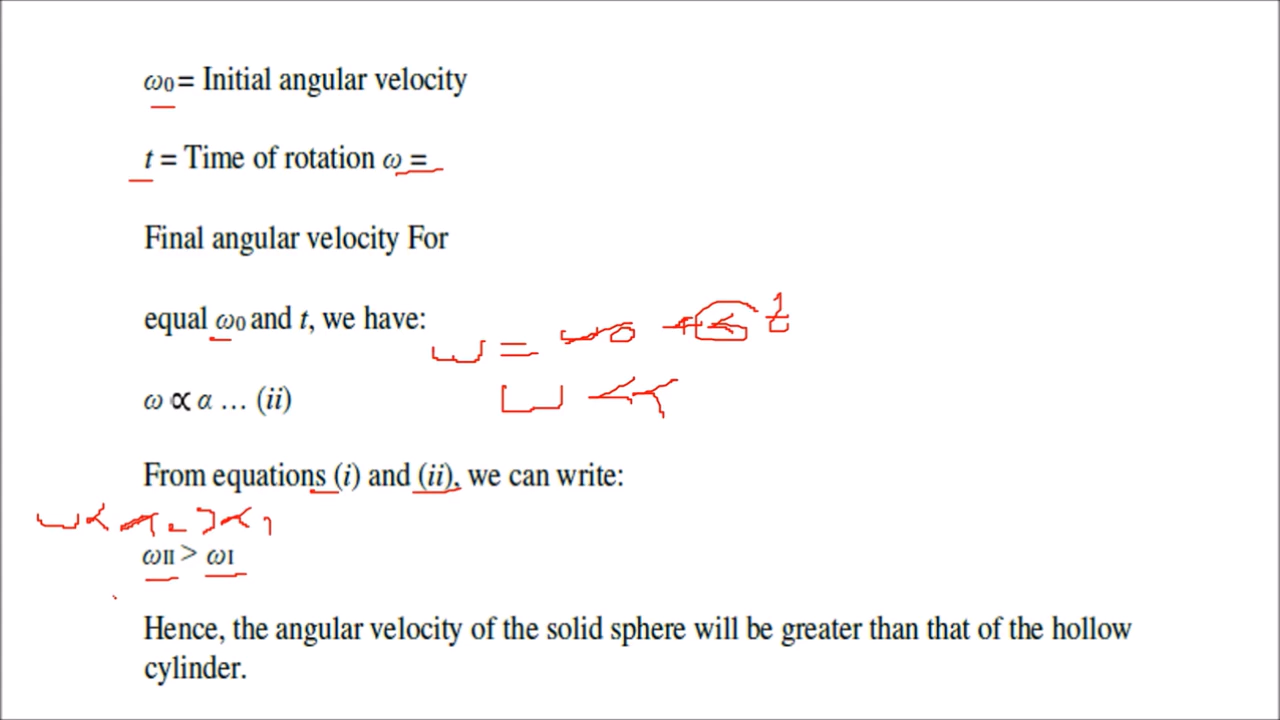 ω0 = Initial angular velocity
t = Time of rotation ω =
Final angular velocity For
equal ω0 and t, we have:
ω = ω0 + α t
ω ∝ α … (ii)
ω ∝ α
From equations (i) and (ii), we can write:
ω ∝ α2 > α1
ωII > ωI
Hence, the angular velocity of the solid sphere will be greater than that of the hollow
cylinder.